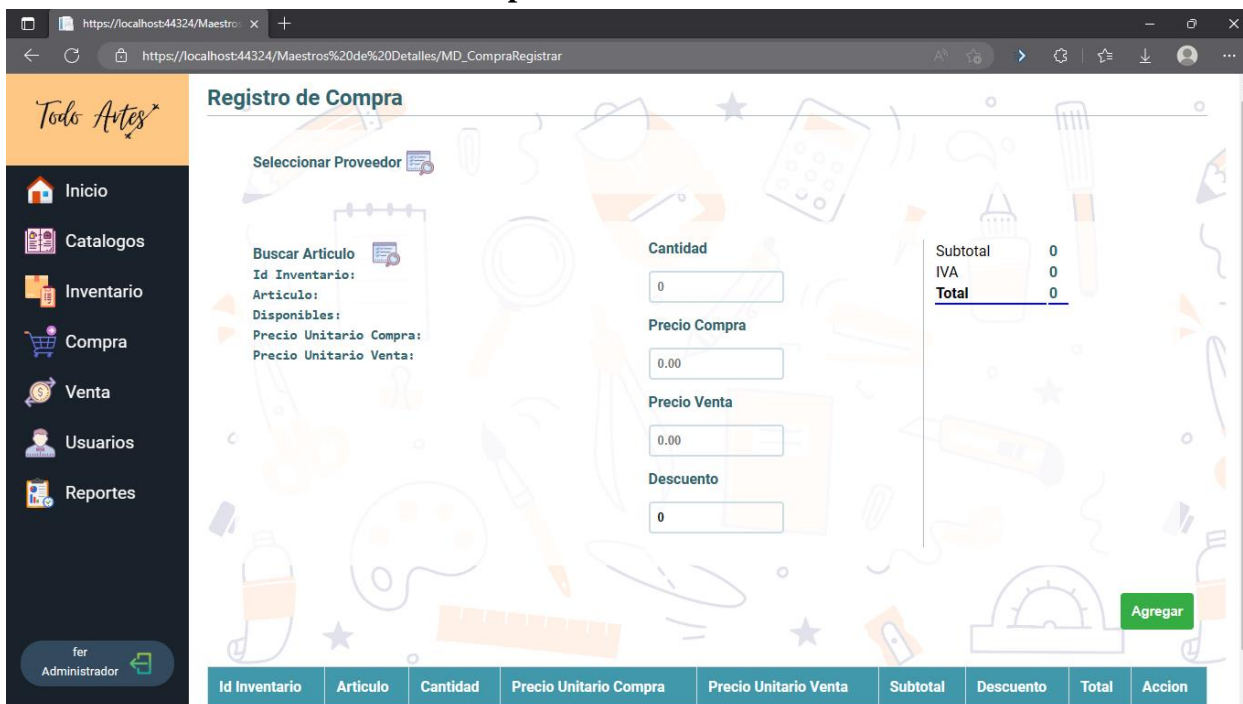 https://localhost:44324/Maestros
https://localhost:44324/Maestros%20de%20Detalles/MD_CompraRegistrar
Todo Artes
Registro de Compra
Seleccionar Proveedor
Inicio
Catalogos
Inventario
Compra
Venta
Usuarios
Reportes
fer
Administrador
Buscar Articulo
Id Inventario:
Articulo:
Disponibles:
Precio Unitario Compra:
Precio Unitario Venta:
Cantidad
0
Precio Compra
0.00
Precio Venta
0.00
Descuento
0
Subtotal 0
IVA 0
Total 0
Agregar
Id Inventario Articulo Cantidad Precio Unitario Compra Precio Unitario Venta Subtotal Descuento Total Accion